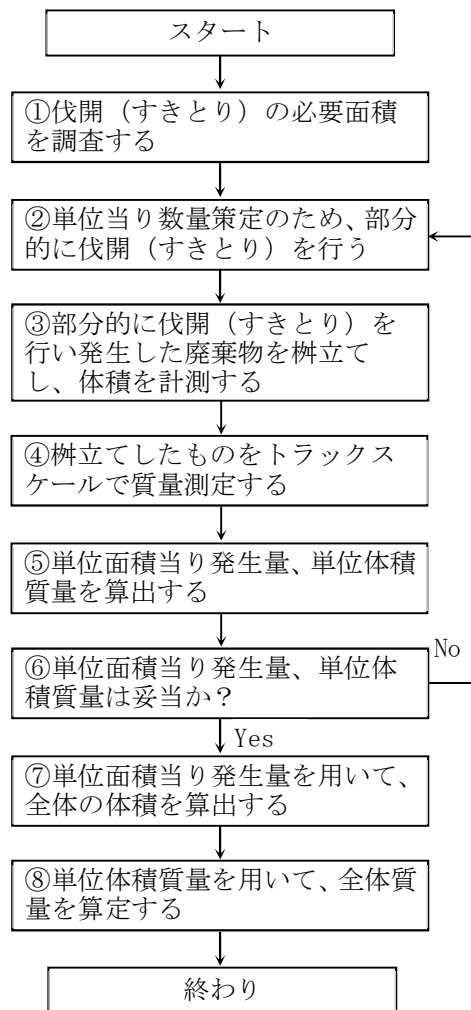 スタート
①伐開（すきとり）の必要面積
を調査する
②単位当り数量策定のため、部分
的に伐開（すきとり）を行う
③部分的に伐開（すきとり）を
行い発生した廃棄物を桝立て
し、体積を計測する
④桝立てしたものをトラックス
ケールで質量測定する
⑤単位面積当り発生量、単位体積
質量を算出する
⑥単位面積当り発生量、単位体
積質量は妥当か？
No
Yes
⑦単位面積当り発生量を用いて、
全体の体積を算出する
⑧単位体積質量を用いて、全体質
量を算定する
終わり